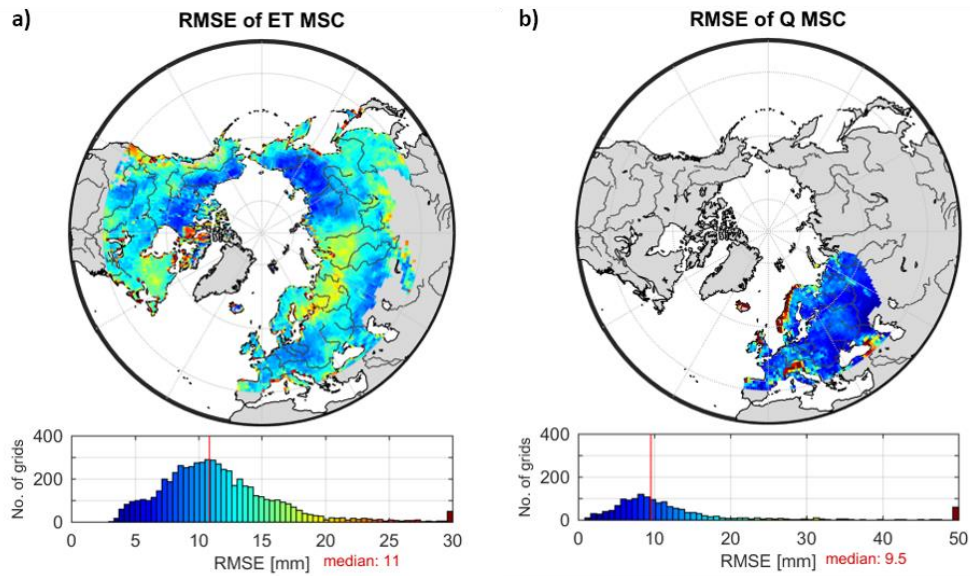 a)
RMSE of ET MSC
b)
RMSE of Q MSC
400
200
0
No. of grids
0 5 10 15 20 25 30
RMSE [mm] median: 11
400
200
0
No. of grids
0 10 20 30 40 50
RMSE [mm] median: 9.5